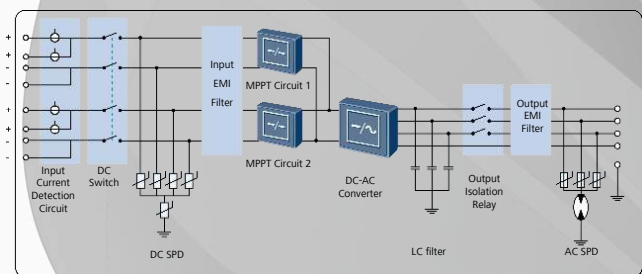 +
+
-
-
+
+
-
-
Input
Current
Detection
Circuit
DC
Switch
DC SPD
Input
EMI
Filter
MPPT Circuit 1
MPPT Circuit 2
DC-AC
Converter
LC filter
Output
Isolation
Relay
Output
EMI
Filter
AC SPD